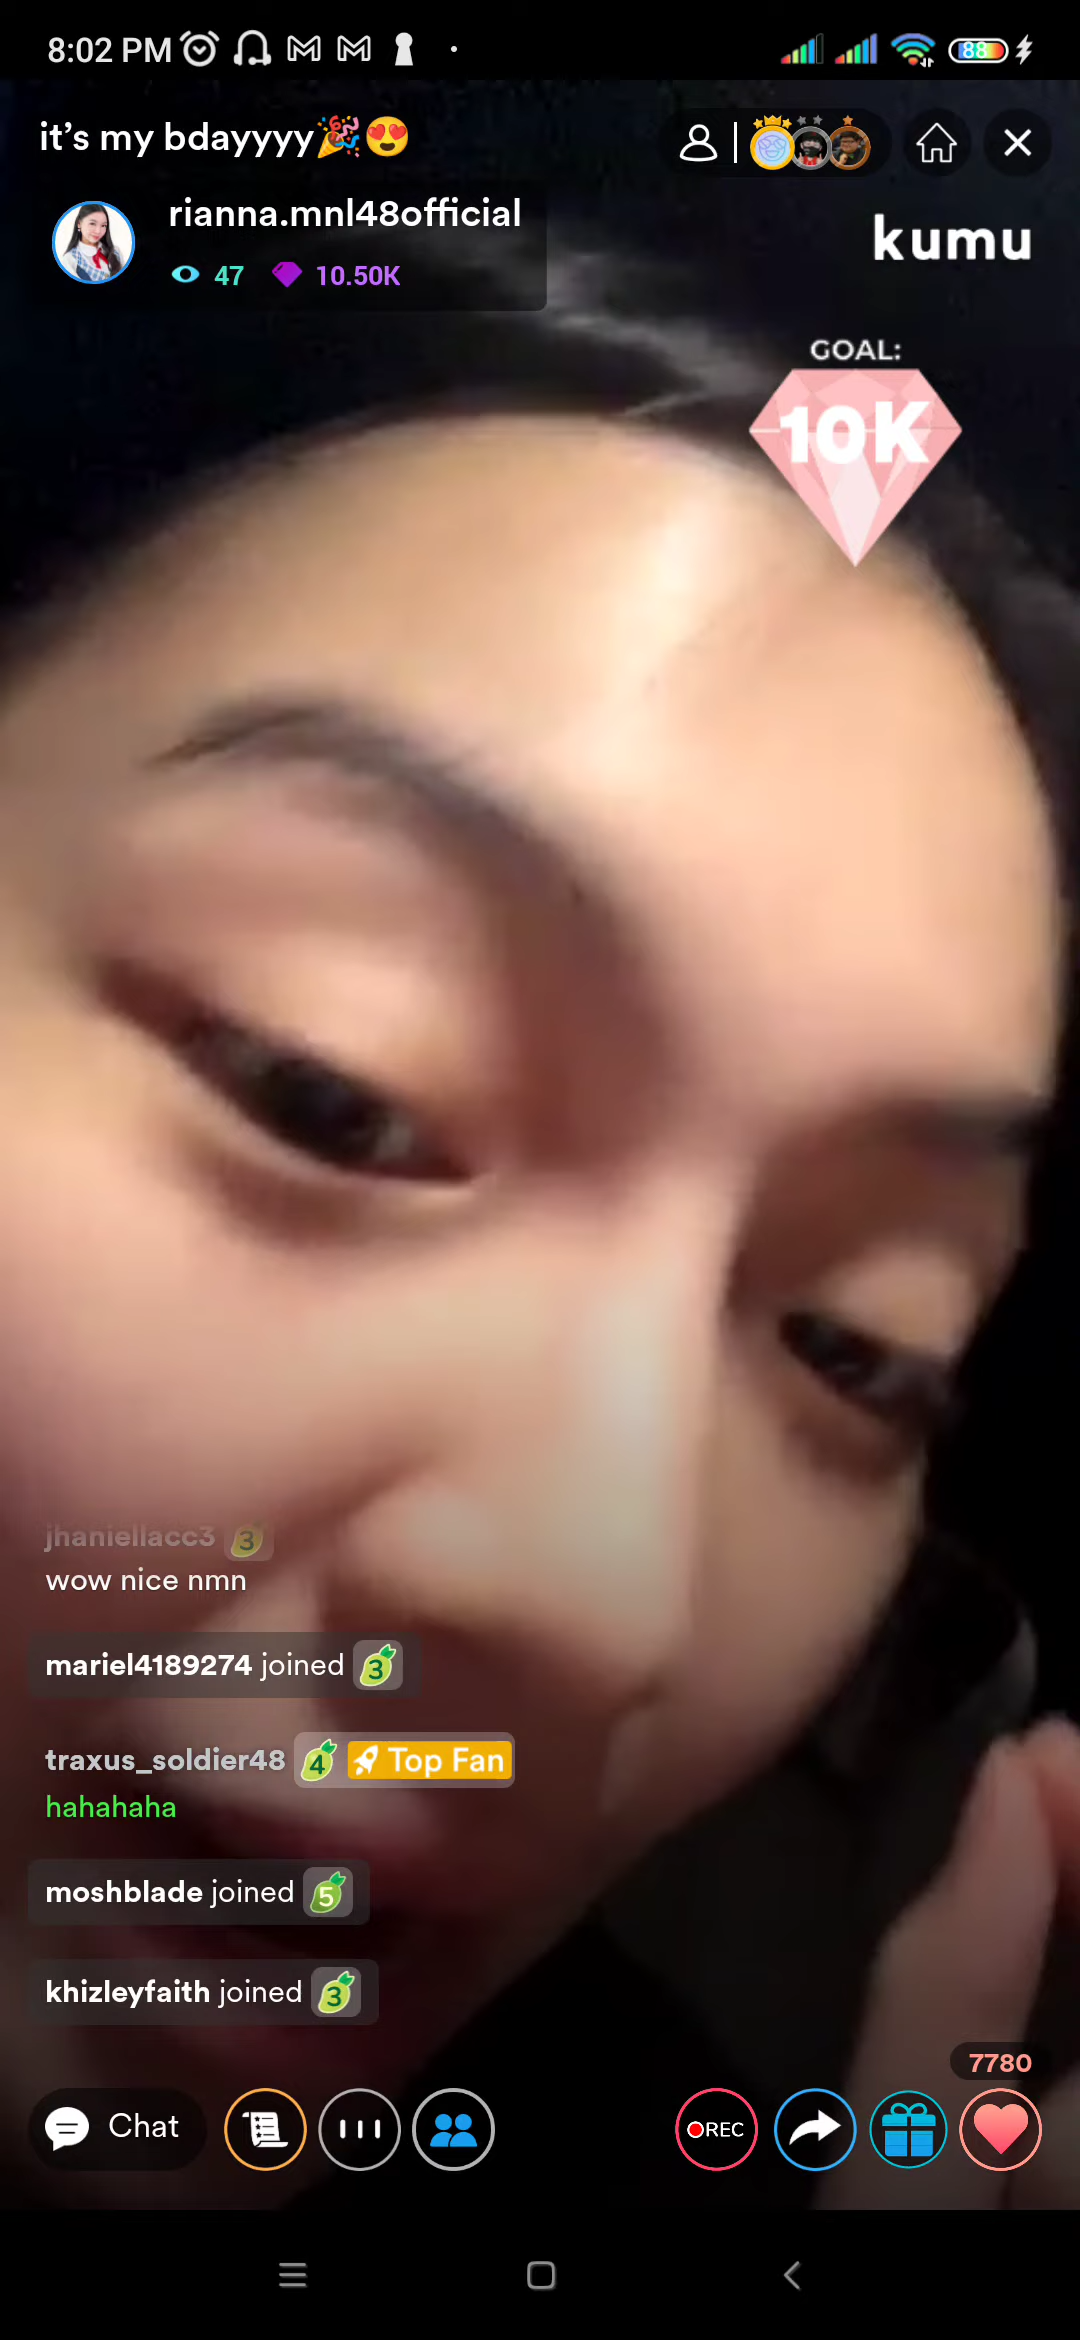 8:02 PM
88
it's my bdayyyy🎉😍
rianna.mnl48official
47 10.50K
kumu
GOAL:
10K
jhaniellacc3 3
wow nice nmn
mariel4189274 joined 3
traxus_soldier48 4 Top Fan
hahahaha
moshblade joined 5
khizleyfaith joined 3
7780
Chat
REC